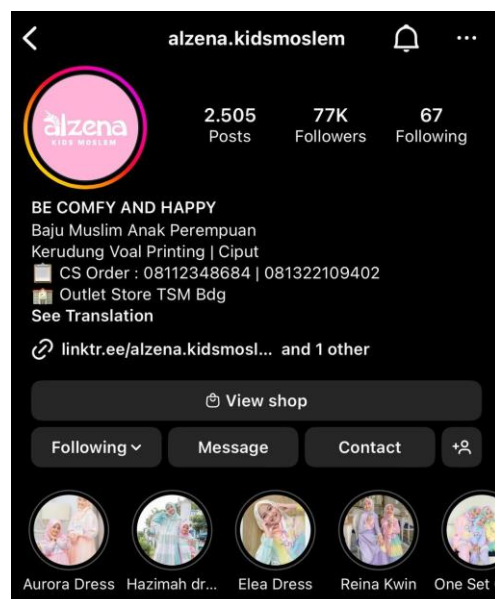 alzena.kidsmoslem
alzena
KIDS MOSLEM
2.505 77K 67
Posts Followers Following
BE COMFY AND HAPPY
Baju Muslim Anak Perempuan
Kerudung Voal Printing | Ciput
CS Order : 08112348684 | 081322109402
Outlet Store TSM Bdg
See Translation
linktr.ee/alzena.kidsmosl... and 1 other
View shop
Following Message Contact
Aurora Dress Hazimah dr... Elea Dress Reina Kwin One Set